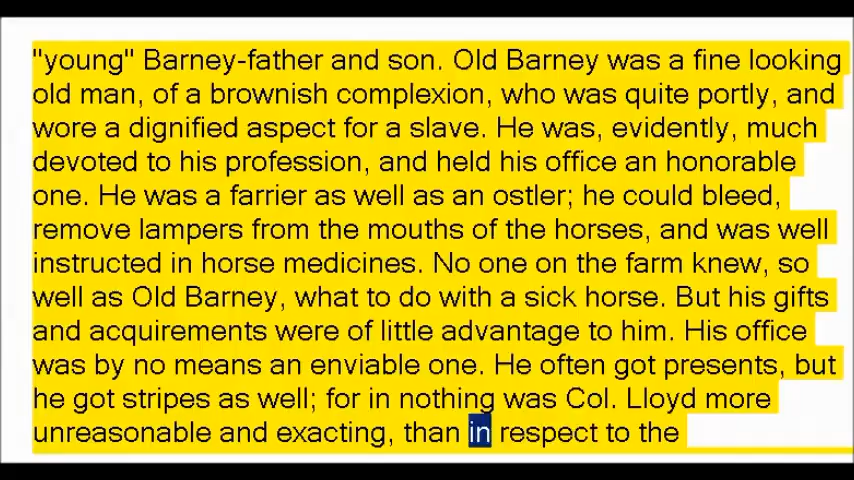 "young" Barney-father and son. Old Barney was a fine looking
old man, of a brownish complexion, who was quite portly, and
wore a dignified aspect for a slave. He was, evidently, much
devoted to his profession, and held his office an honorable
one. He was a farrier as well as an ostler; he could bleed,
remove lampers from the mouths of the horses, and was well
instructed in horse medicines. No one on the farm knew, so
well as Old Barney, what to do with a sick horse. But his gifts
and acquirements were of little advantage to him. His office
was by no means an enviable one. He often got presents, but
he got stripes as well; for in nothing was Col. Lloyd more
unreasonable and exacting, than in respect to the